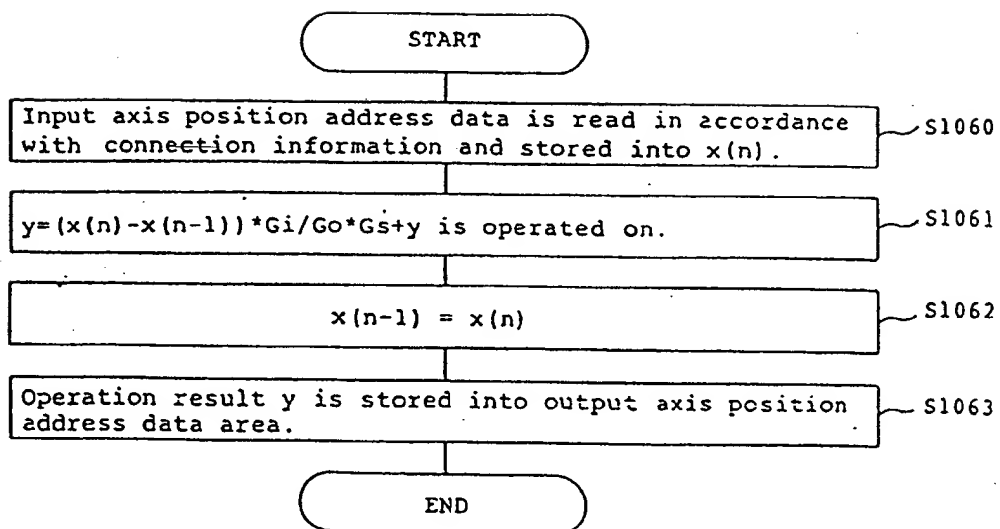 START
Input axis position address data is read in accordance
with connection information and stored into x(n).
S1060
y=(x(n)-x(n-1))*Gi/Go*Gs+y is operated on.
S1061
x(n-1) = x(n)
S1062
Operation result y is stored into output axis position
address data area.
S1063
END